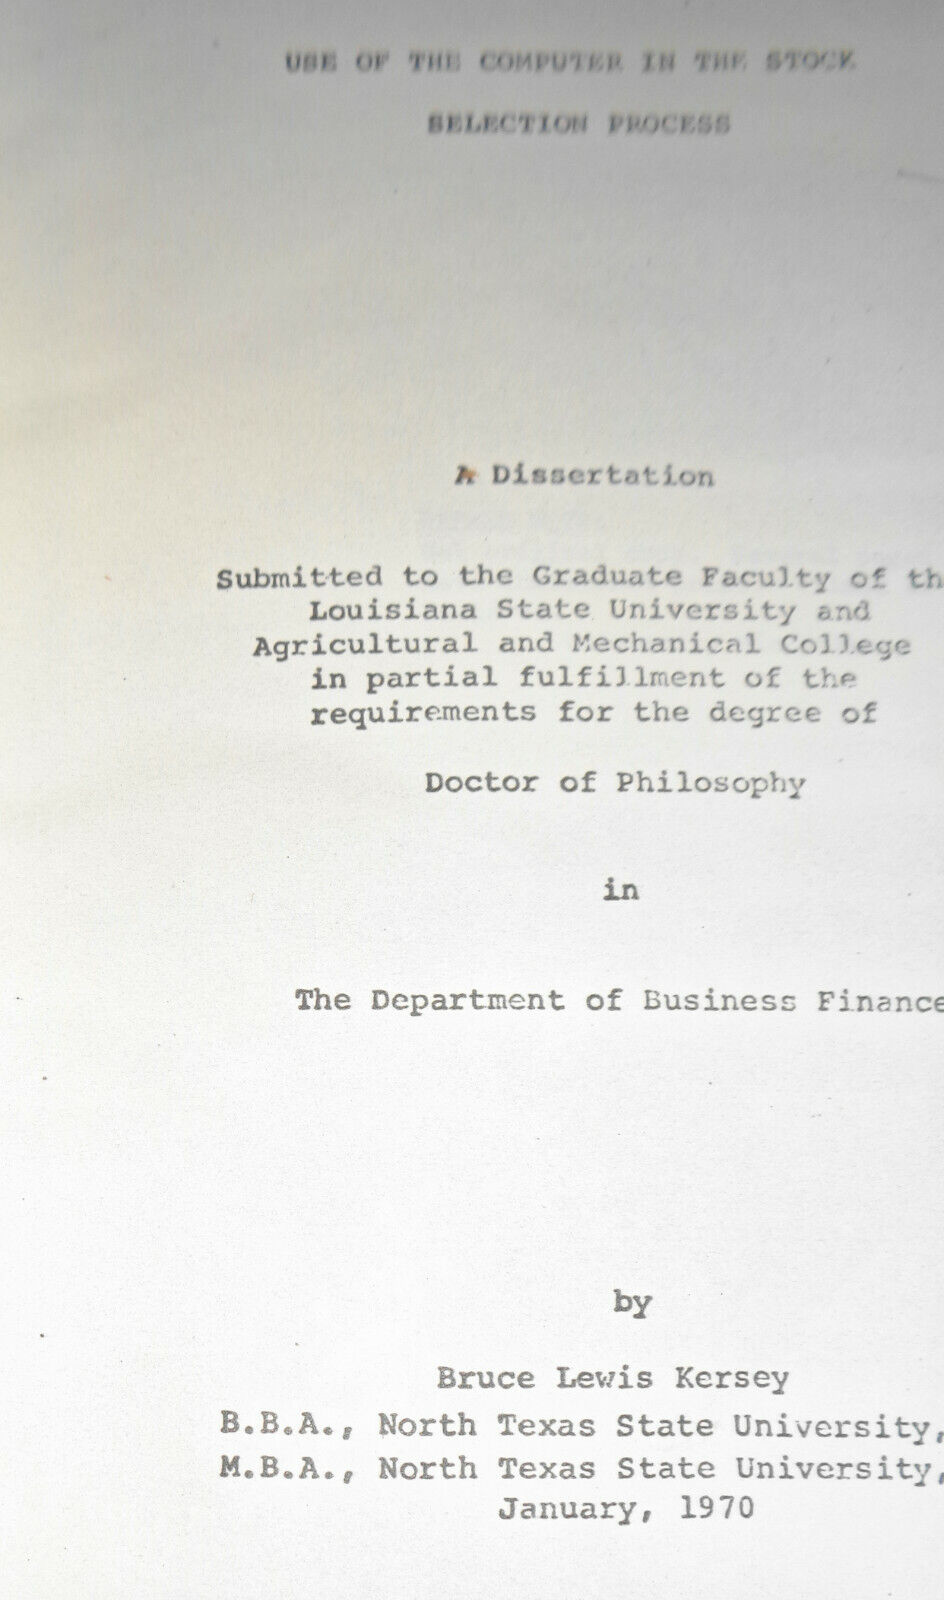 USE OF THE COMPUTER IN THE STOCK
SELECTION PROCESS
A Dissertation
Submitted to the Graduate Faculty of th
Louisiana State University and
Agricultural and Mechanical College
in partial fulfillment of the
requirements for the degree of
Doctor of Philosophy
in
The Department of Business Finance
by
Bruce Lewis Kersey
B.B.A., North Texas State University,
M.B.A., North Texas State University,
January, 1970